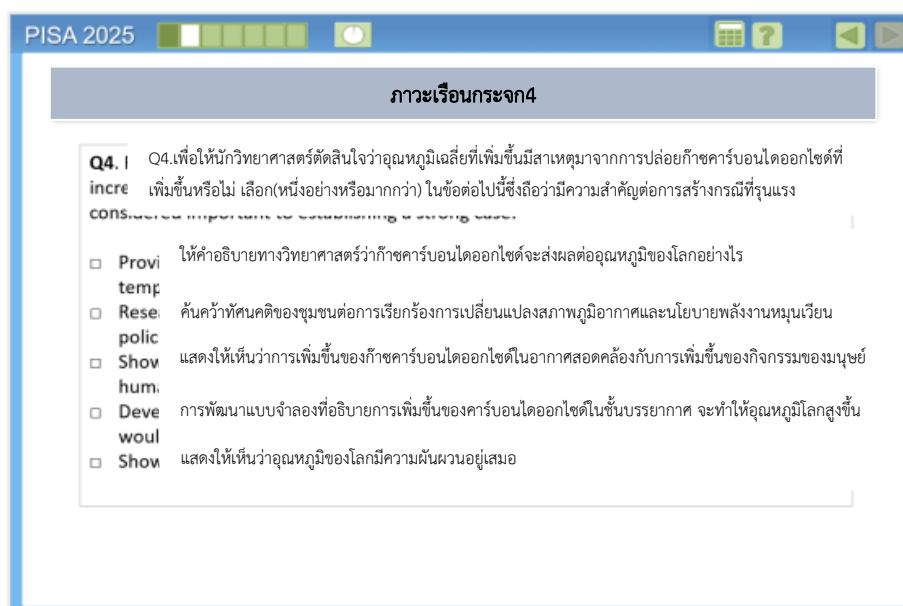 PISA 2025
?
ภาวะเรือนกระจก4
Q4.
Q4.เพื่อให้นักวิทยาศาสตร์ตัดสินใจว่าอุณหภูมิเฉลี่ยที่เพิ่มขึ้นมีสาเหตุมาจากการปล่อยก๊าซคาร์บอนไดออกไซด์ที่
incre
เพิ่มขึ้นหรือไม่ เลือก(หนึ่งอย่างหรือมากกว่า) ในข้อต่อไปนี้ซึ่งถือว่ามีความสำคัญต่อการสร้างกรณีที่รุนแรง
considered important to establishing a strong case.
ให้คำอธิบายทางวิทยาศาสตร์ว่าก๊าซคาร์บอนไดออกไซด์จะส่งผลต่ออุณหภูมิของโลกอย่างไร
Provi
temp
ค้นคว้าทัศนคติของชุมชนต่อการเรียกร้องการเปลี่ยนแปลงสภาพภูมิอากาศและนโยบายพลังงานหมุนเวียน
Rese
polic
แสดงให้เห็นว่าการเพิ่มขึ้นของก๊าซคาร์บอนไดออกไซด์ในอากาศสอดคล้องกับการเพิ่มขึ้นของกิจกรรมของมนุษย์
Show
huma
การพัฒนาแบบจำลองที่อธิบายการเพิ่มขึ้นของคาร์บอนไดออกไซด์ในชั้นบรรยากาศ จะทำให้อุณหภูมิโลกสูงขึ้น
Deve
woul
แสดงให้เห็นว่าอุณหภูมิของโลกมีความผันผวนอยู่เสมอ
Show